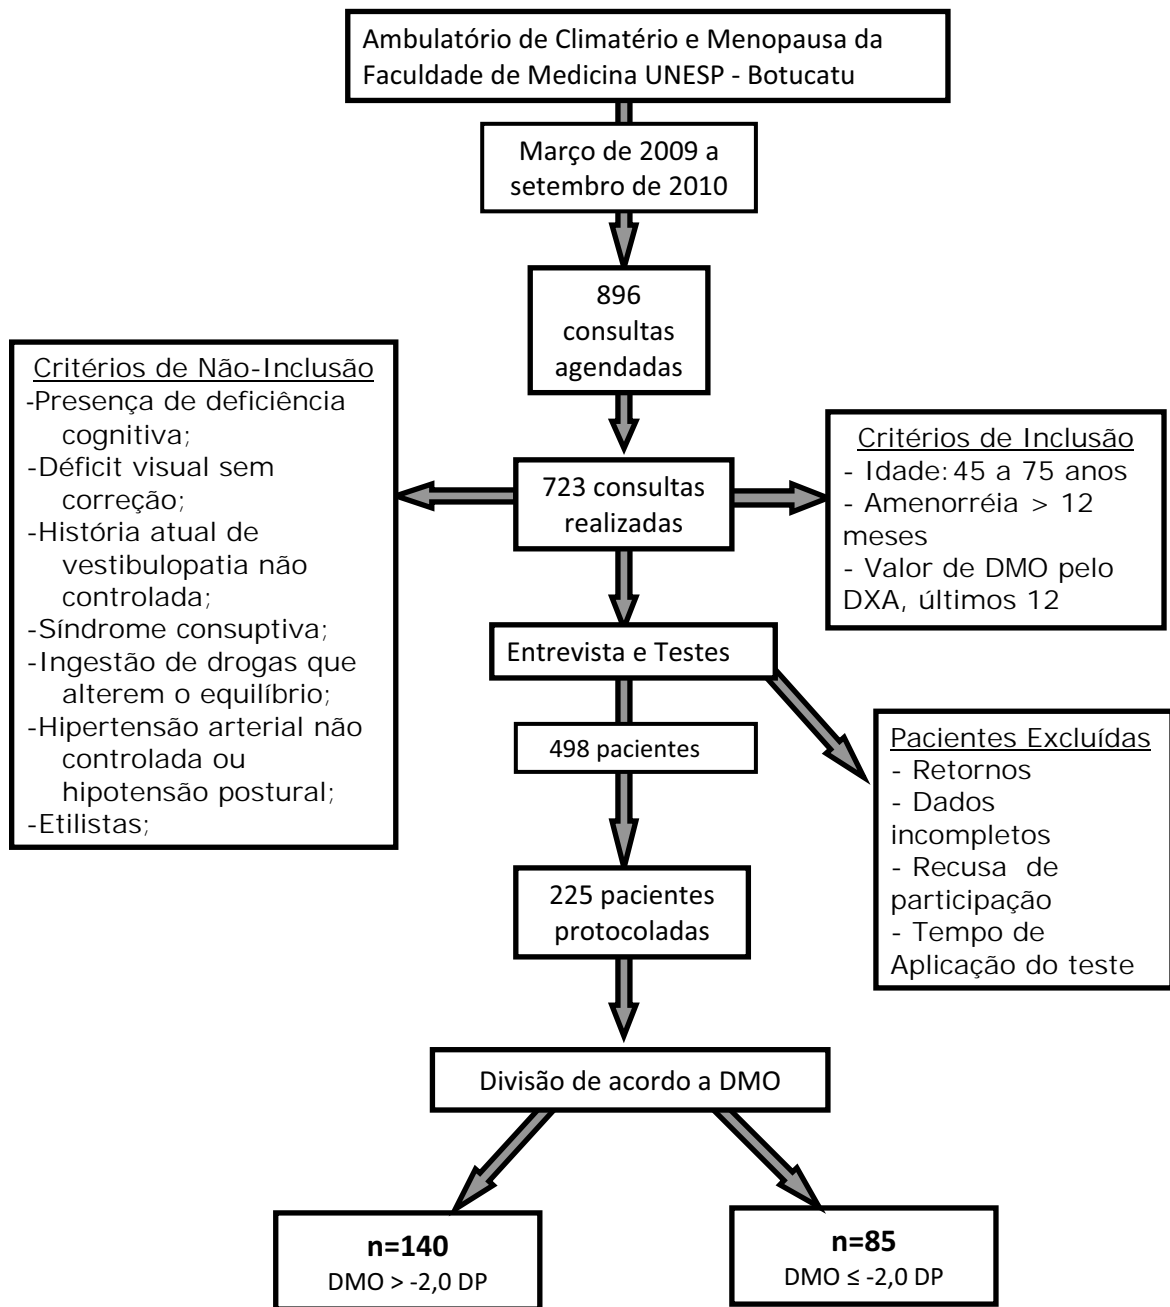 Ambulatório de Climatério e Menopausa da
Faculdade de Medicina UNESP - Botucatu
Março de 2009 a
setembro de 2010
896
consultas
agendadas
Critérios de Não-Inclusão
-Presença de deficiência
cognitiva;
-Déficit visual sem
correção;
-História atual de
vestibulopatia não
controlada;
-Síndrome consuptiva;
-Ingestão de drogas que
alterem o equilíbrio;
-Hipertensão arterial não
controlada ou
hipotensão postural;
-Etilistas;
723 consultas
realizadas
Critérios de Inclusão
- Idade: 45 a 75 anos
- Amenorréia > 12
meses
- Valor de DMO pelo
DXA, últimos 12
Entrevista e Testes
498 pacientes
Pacientes Excluídas
- Retornos
- Dados
incompletos
- Recusa de
participação
- Tempo de
Aplicação do teste
225 pacientes
protocoladas
Divisão de acordo a DMO
n=140
DMO > -2,0 DP
n=85
DMO ≤ -2,0 DP